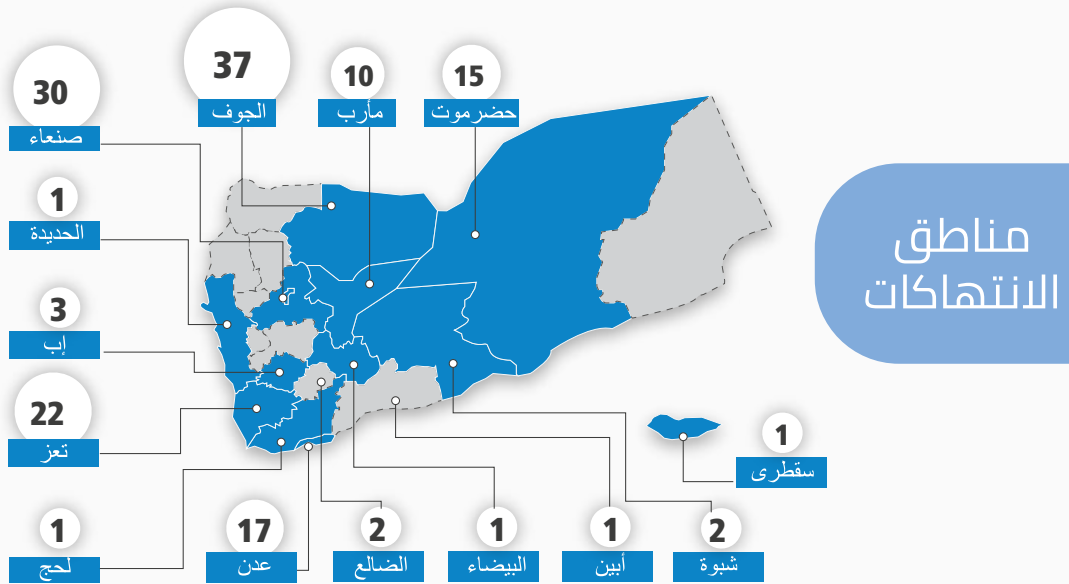 مناطق
الانتهاكات
15
حضرموت
10
مأرب
37
الجوف
30
صنعاء
1
الحديدة
3
إب
22
تعز
1
لحج
17
عدن
2
الضالع
1
البيضاء
1
أبين
2
شبوة
1
سقطرى